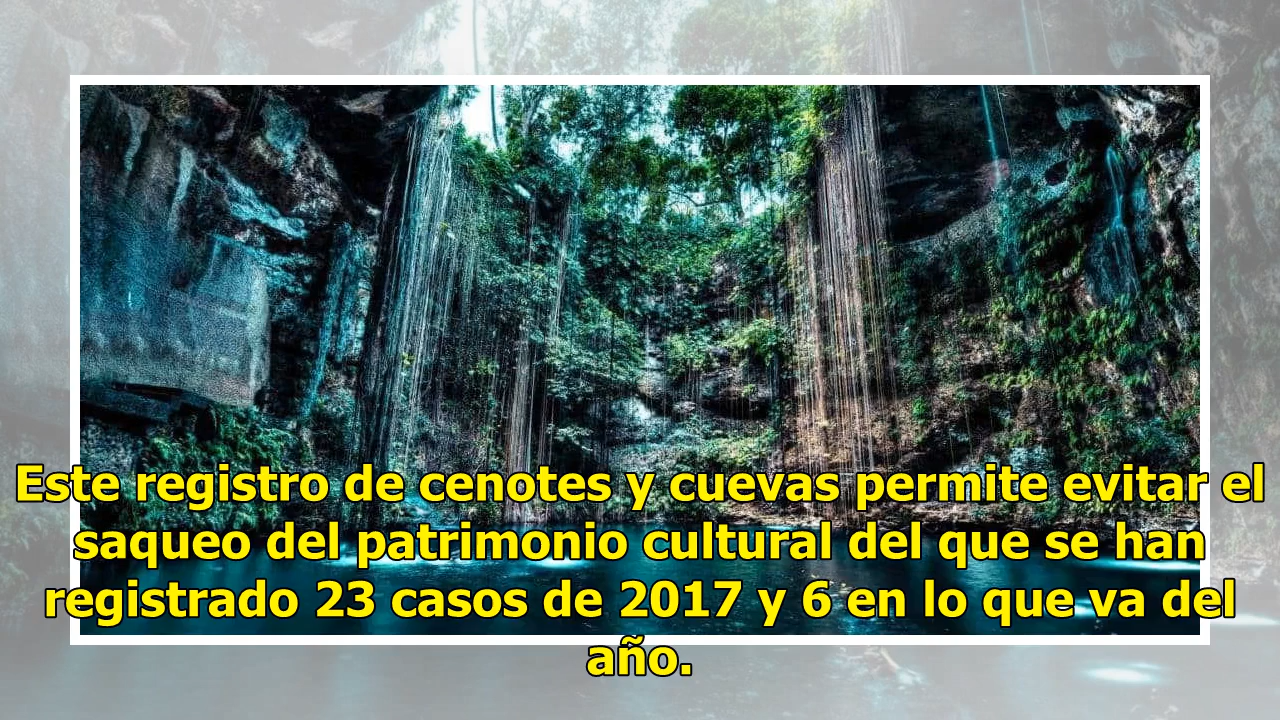 Este registro de cenotes y cuevas permite evitar el
saqueo del patrimonio cultural del que se han
registrado 23 casos de 2017 y 6 en lo que va del
año.